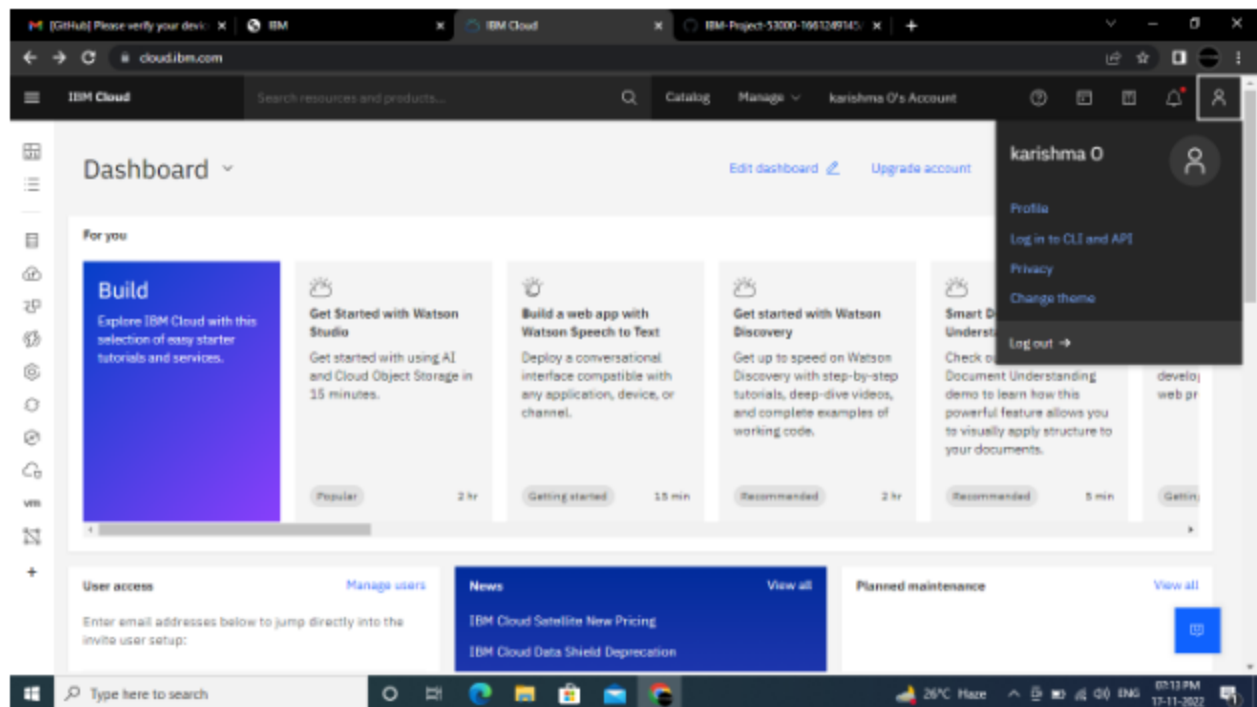 [GitHub] Please verify your devic
IBM
IBM Cloud
IBM-Project-53000-1661249145
cloud.ibm.com
IBM Cloud
Search resources and products...
Catalog
Manage
karishma O's Account
Dashboard
Edit dashboard
Upgrade account
karishma O
Profile
Log in to CLI and API
Privacy
Change theme
Log out →
For you
Build
Explore IBM Cloud with this
selection of easy starter
tutorials and services.
Get Started with Watson
Studio
Get started with using AI
and Cloud Object Storage in
15 minutes.
Popular
2 hr
Build a web app with
Watson Speech to Text
Deploy a conversational
interface compatible with
any application, device, or
channel.
Getting started
15 min
Get started with Watson
Discovery
Get up to speed on Watson
Discovery with step-by-step
tutorials, deep-dive videos,
and complete examples of
working code.
Recommended
2 hr
Smart D
Underst
Check ou
Document Understanding
demo to learn how this
powerful feature allows you
to visually apply structure to
your documents.
Recommended
5 min
develop
web pr
Getting
vm
User access
Manage users
Enter email addresses below to jump directly into the
invite user setup:
News
View all
IBM Cloud Satellite New Pricing
IBM Cloud Data Shield Deprecation
Planned maintenance
View all
Type here to search
26°C Haze
ENG
07:13 PM
17-11-2022